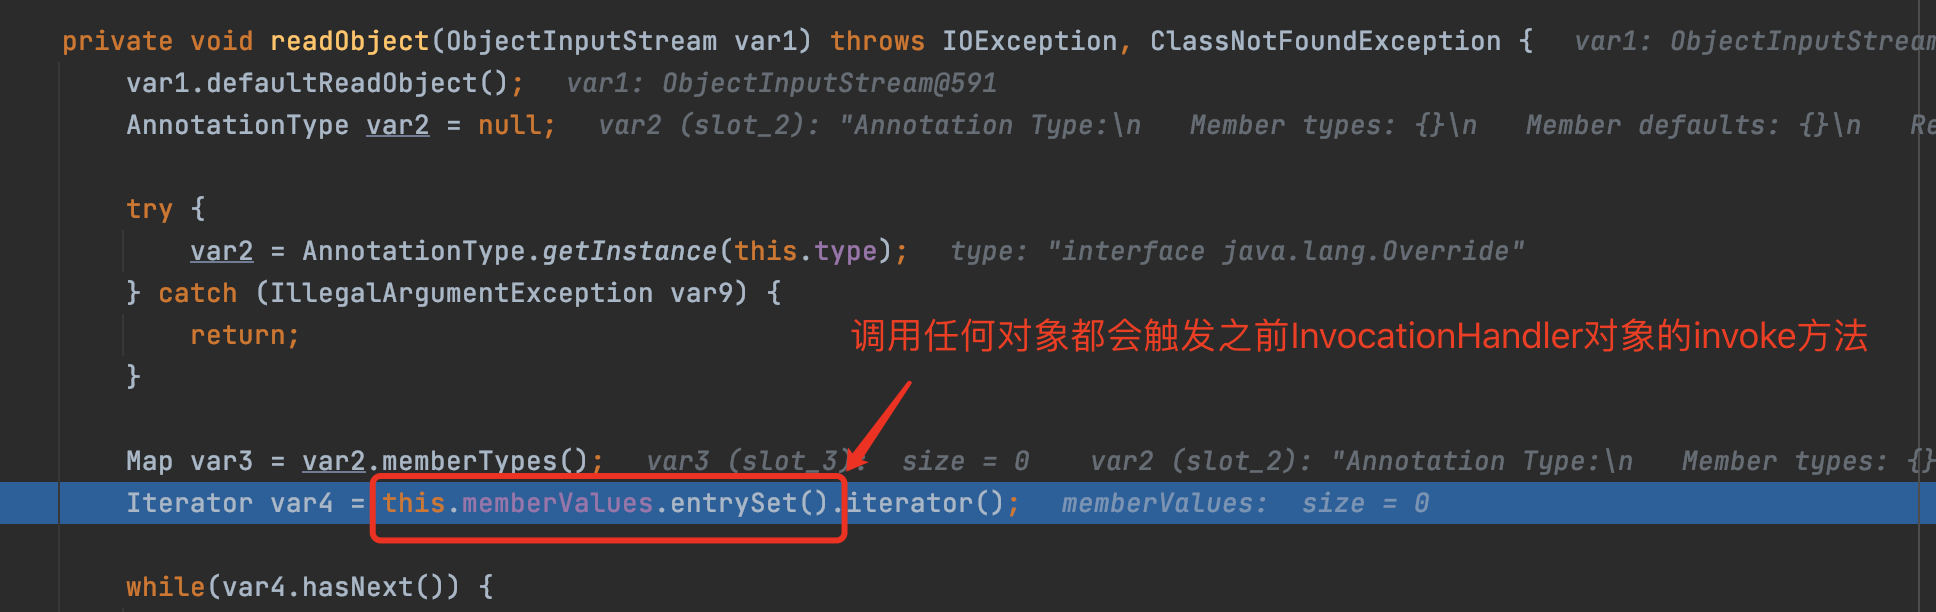 private void readObject(ObjectInputStream var1) throws IOException, ClassNotFoundException {   var1: ObjectInputStream
var1.defaultReadObject();   var1: ObjectInputStream@591
AnnotationType var2 = null;   var2 (slot_2): "Annotation Type:\n   Member types: {}\n   Member defaults: {}\n   Re
try {
var2 = AnnotationType.getInstance(this.type);   type: "interface java.lang.Override"
} catch (IllegalArgumentException var9) {
return;
调用任何对象都会触发之前InvocationHandler对象的invoke方法
}
Map var3 = var2.memberTypes();   var3 (slot_3):  size = 0    var2 (slot_2): "Annotation Type:\n   Member types: {}
Iterator var4 = this.memberValues.entrySet().iterator();   memberValues:  size = 0
while(var4.hasNext()) {